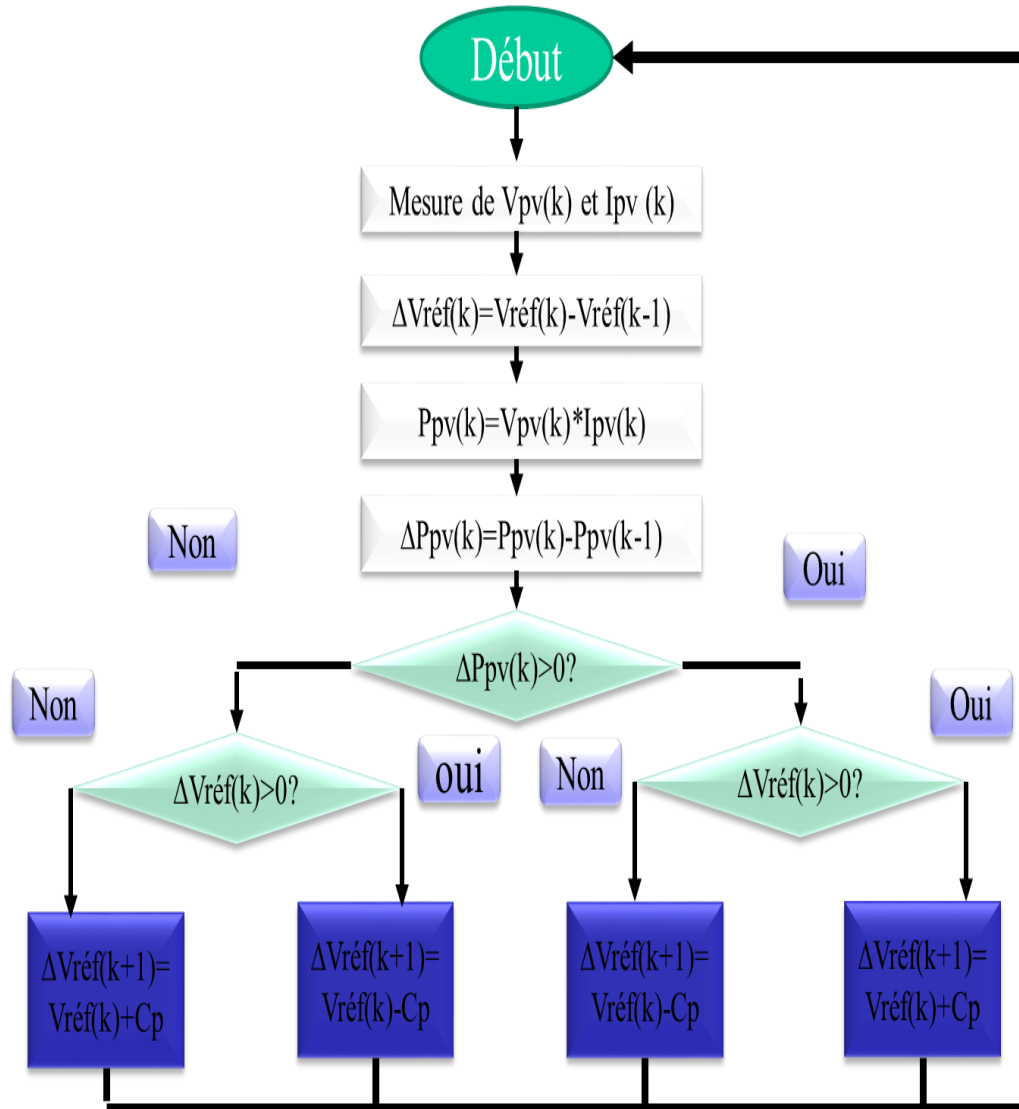 Début
Mesure de Vpv(k) et Ipv (k)
ΔVréf(k)=Vréf(k)-Vréf(k-1)
Ppv(k)=Vpv(k)*Ipv(k)
ΔPpv(k)=Ppv(k)-Ppv(k-1)
Non
Oui
ΔPpv(k)>0?
Non
Oui
ΔVréf(k)>0?
oui
Non
ΔVréf(k)>0?
ΔVréf(k+1)=
Vréf(k)+Cp
ΔVréf(k+1)=
Vréf(k)-Cp
ΔVréf(k+1)=
Vréf(k)-Cp
ΔVréf(k+1)=
Vréf(k)+Cp